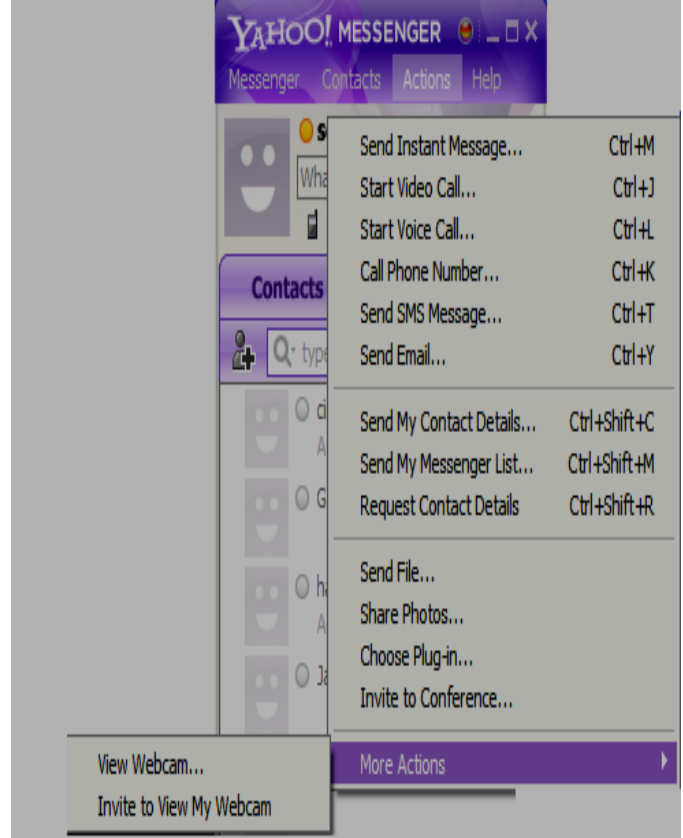 YAHOO! MESSENGER
Messenger Contacts Actions Help
Send Instant Message... Ctrl+M
Start Video Call... Ctrl+J
Start Voice Call... Ctrl+L
Call Phone Number... Ctrl+K
Send SMS Message... Ctrl+T
Send Email... Ctrl+Y
Contacts
Send My Contact Details... Ctrl+Shift+C
Send My Messenger List... Ctrl+Shift+M
Request Contact Details Ctrl+Shift+R
Send File...
Share Photos...
Choose Plug-in...
Invite to Conference...
More Actions
View Webcam...
Invite to View My Webcam